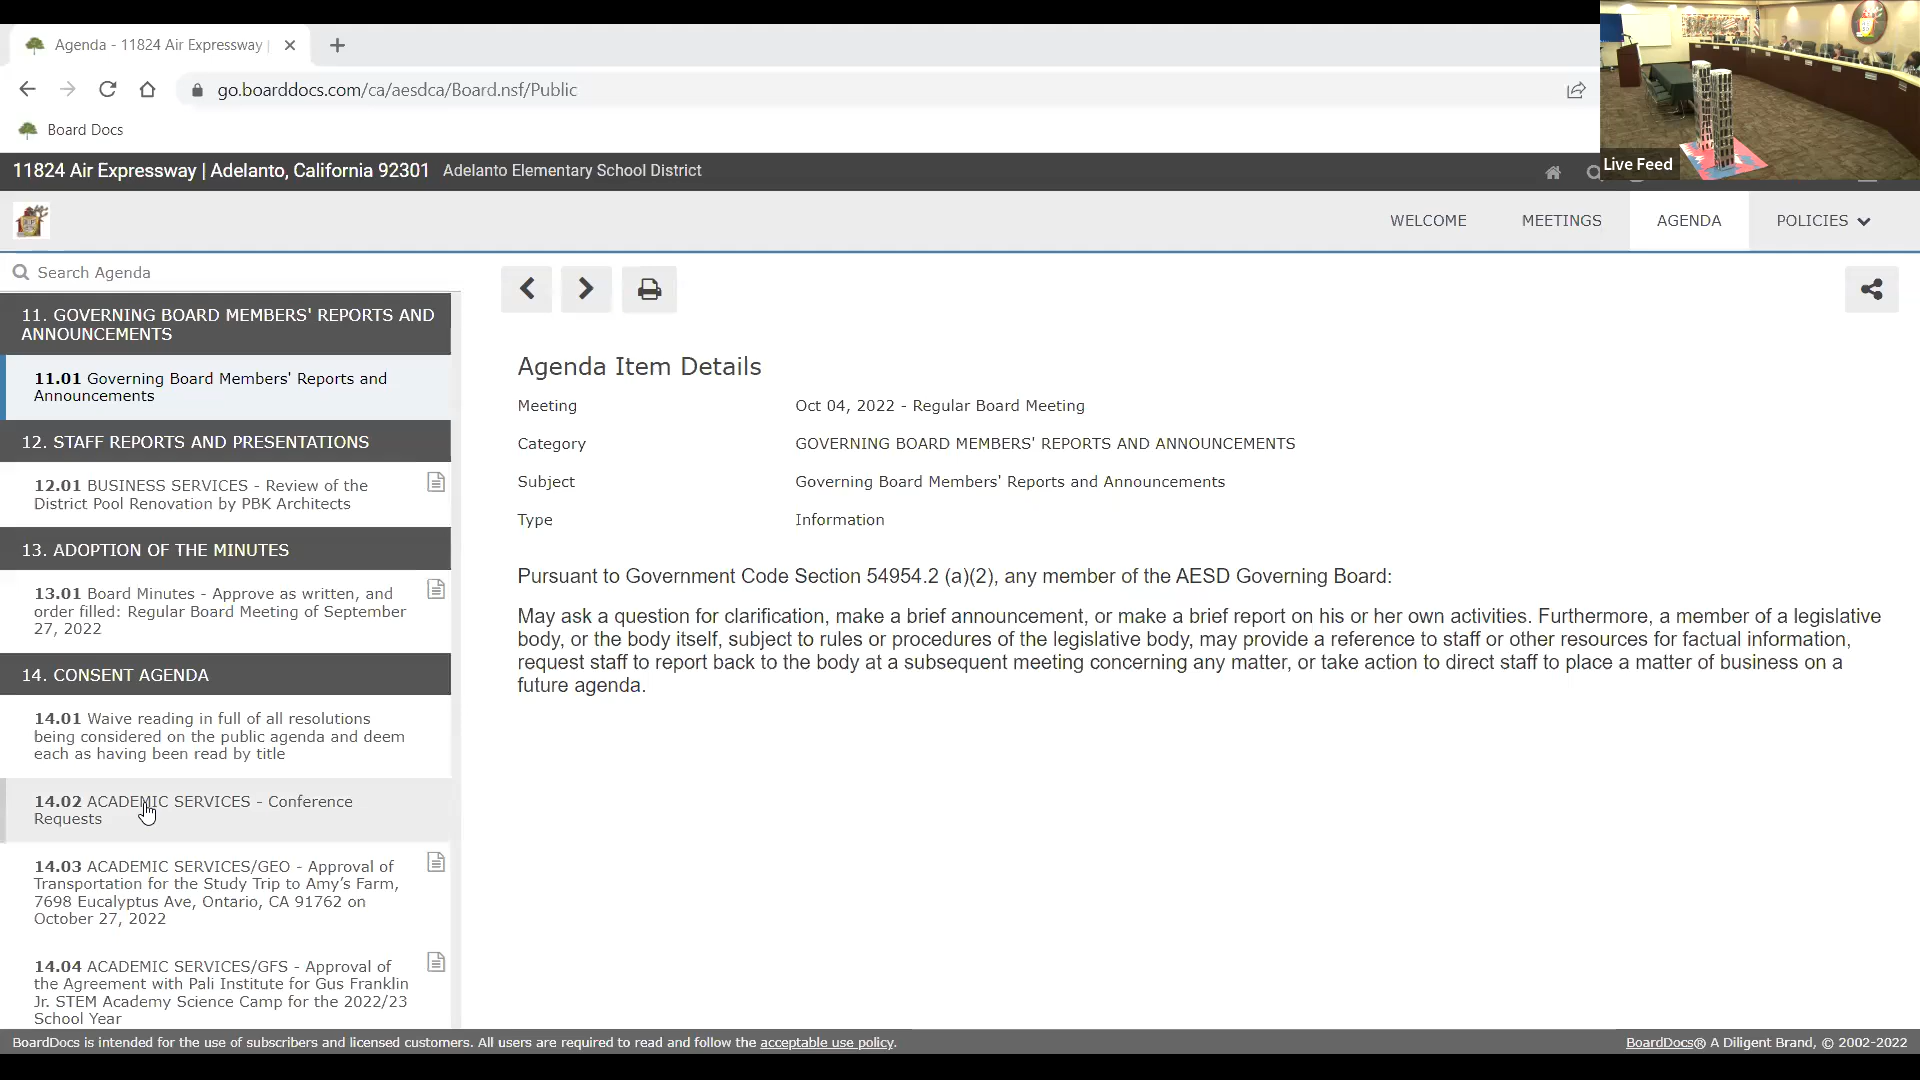 Agenda - 11824 Air Expressway |
go.boarddocs.com/ca/aesdca/Board.nsf/Public
Board Docs
Live Feed
11824 Air Expressway | Adelanto, California 92301 Adelanto Elementary School District
WELCOME MEETINGS AGENDA POLICIES
Search Agenda
11. GOVERNING BOARD MEMBERS' REPORTS AND
ANNOUNCEMENTS
11.01 Governing Board Members' Reports and
Announcements
12. STAFF REPORTS AND PRESENTATIONS
12.01 BUSINESS SERVICES - Review of the
District Pool Renovation by PBK Architects
13. ADOPTION OF THE MINUTES
13.01 Board Minutes - Approve as written, and
order filled: Regular Board Meeting of September
27, 2022
14. CONSENT AGENDA
14.01 Waive reading in full of all resolutions
being considered on the public agenda and deem
each as having been read by title
14.02 ACADEMIC SERVICES - Conference
Requests
14.03 ACADEMIC SERVICES/GEO - Approval of
Transportation for the Study Trip to Amy’s Farm,
7698 Eucalyptus Ave, Ontario, CA 91762 on
October 27, 2022
14.04 ACADEMIC SERVICES/GFS - Approval of
the Agreement with Pali Institute for Gus Franklin
Jr. STEM Academy Science Camp for the 2022/23
School Year
Agenda Item Details
Meeting Oct 04, 2022 - Regular Board Meeting
Category GOVERNING BOARD MEMBERS' REPORTS AND ANNOUNCEMENTS
Subject Governing Board Members' Reports and Announcements
Type Information
Pursuant to Government Code Section 54954.2 (a)(2), any member of the AESD Governing Board:
May ask a question for clarification, make a brief announcement, or make a brief report on his or her own activities. Furthermore, a member of a legislative
body, or the body itself, subject to rules or procedures of the legislative body, may provide a reference to staff or other resources for factual information,
request staff to report back to the body at a subsequent meeting concerning any matter, or take action to direct staff to place a matter of business on a
future agenda.
BoardDocs is intended for the use of subscribers and licensed customers. All users are required to read and follow the acceptable use policy.
BoardDocs® A Diligent Brand, © 2002-2022